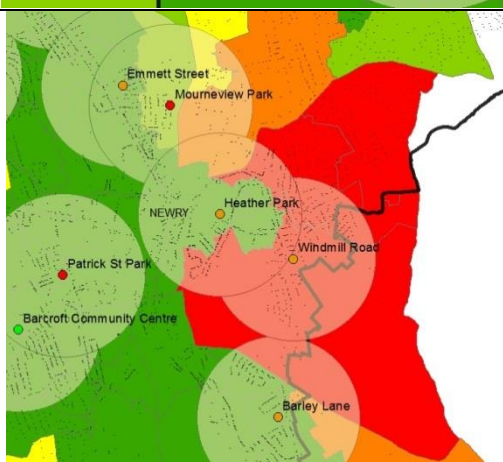 Emmett Street
Mourneview Park
NEWRY
Heather Park
Windmill Road
Patrick St Park
Barcroft Community Centre
Barley Lane